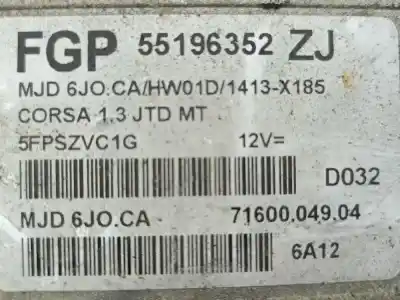 FGP 55196352 ZJ
MJD 6JO.CA/HW01D/1413-X185
CORSA 1.3 JTD MT
5FPSZVC1G 12V=
D032
MJD 6JO.CA 71600.049.04
6A12